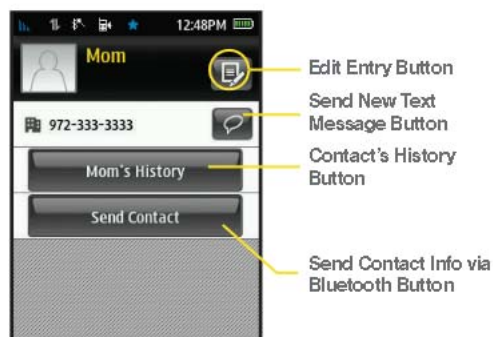 12:48PM
Mom
Edit Entry Button
Send New Text
Message Button
972-333-3333
Contact's History
Button
Mom's History
Send Contact
Send Contact Info via
Bluetooth Button